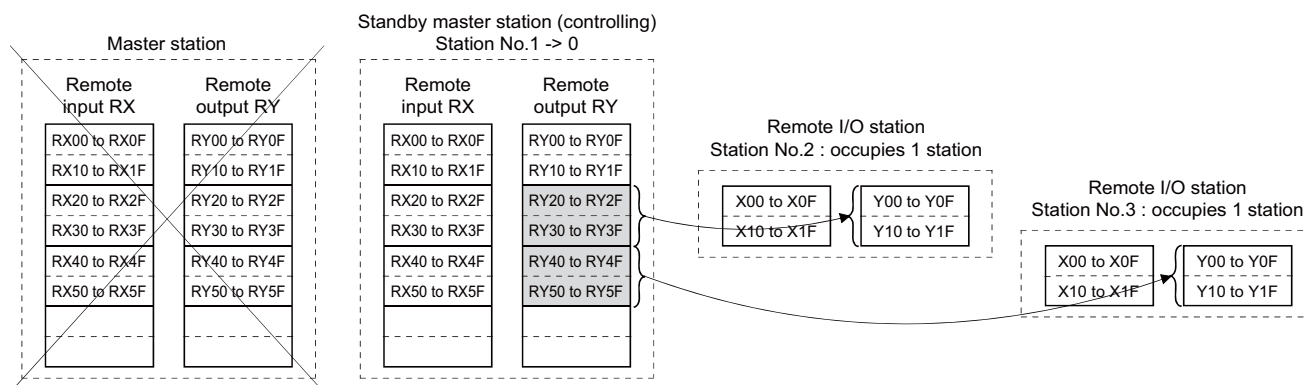 Master station
Remote
input RX
Remote
output RY
RX00 to RX0F
RX10 to RX1F
RX20 to RX2F
RX30 to RX3F
RX40 to RX4F
RX50 to RX5F
RY00 to RY0F
RY10 to RY1F
RY20 to RY2F
RY30 to RY3F
RY40 to RY4F
RY50 to RY5F
Standby master station (controlling)
Station No.1 -> 0
Remote
input RX
Remote
output RY
RX00 to RX0F
RX10 to RX1F
RX20 to RX2F
RX30 to RX3F
RX40 to RX4F
RX50 to RX5F
RY00 to RY0F
RY10 to RY1F
RY20 to RY2F
RY30 to RY3F
RY40 to RY4F
RY50 to RY5F
Remote I/O station
Station No.2 : occupies 1 station
X00 to X0F
X10 to X1F
Y00 to Y0F
Y10 to Y1F
Remote I/O station
Station No.3 : occupies 1 station
X00 to X0F
X10 to X1F
Y00 to Y0F
Y10 to Y1F